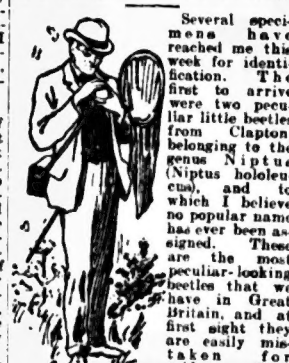 Several speci-
mens have
reached me this
week for identi-
fication. The
first to arrive
were two pecu-
liar little beetles
from Clapton,
belonging to the
genus Niptus
(Niptus hololeu-
cus), and to
which I believe
no popular name
has ever been as-
signed. These
are the most
peculiar-looking
beetles that we
have in Great
Britain, and at
first sight they
are easily mis-
taken for